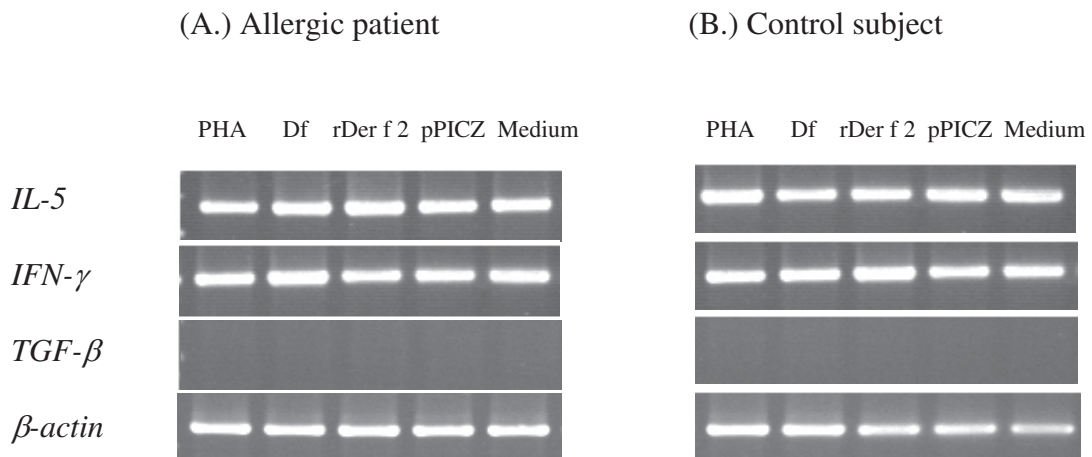 (A.) Allergic patient
(B.) Control subject
PHA Df rDer f 2 pPICZ Medium
PHA Df rDer f 2 pPICZ Medium
IL-5
IFN-γ
TGF-β
β-actin